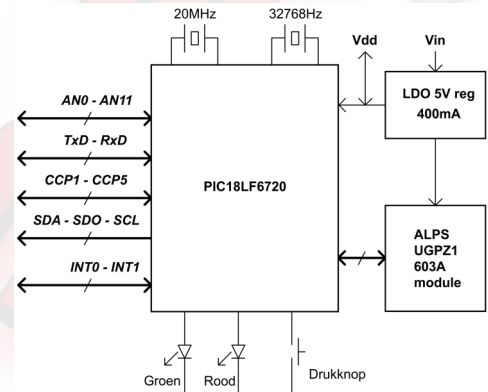 20MHz
32768Hz
Vdd
Vin
LDO 5V reg
400mA
AN0 - AN11
TxD - RxD
CCP1 - CCP5
SDA - SDO - SCL
INT0 - INT1
PIC18LF6720
ALPS
UGPZ1
603A
module
Groen
Rood
Drukknop